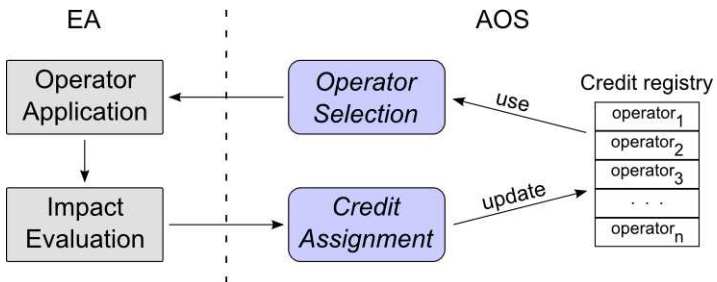 EA
AOS
Operator
Application
Operator
Selection
Credit registry
use
operator1
operator2
operator3
. . .
operatorn
Impact
Evaluation
Credit
Assignment
update